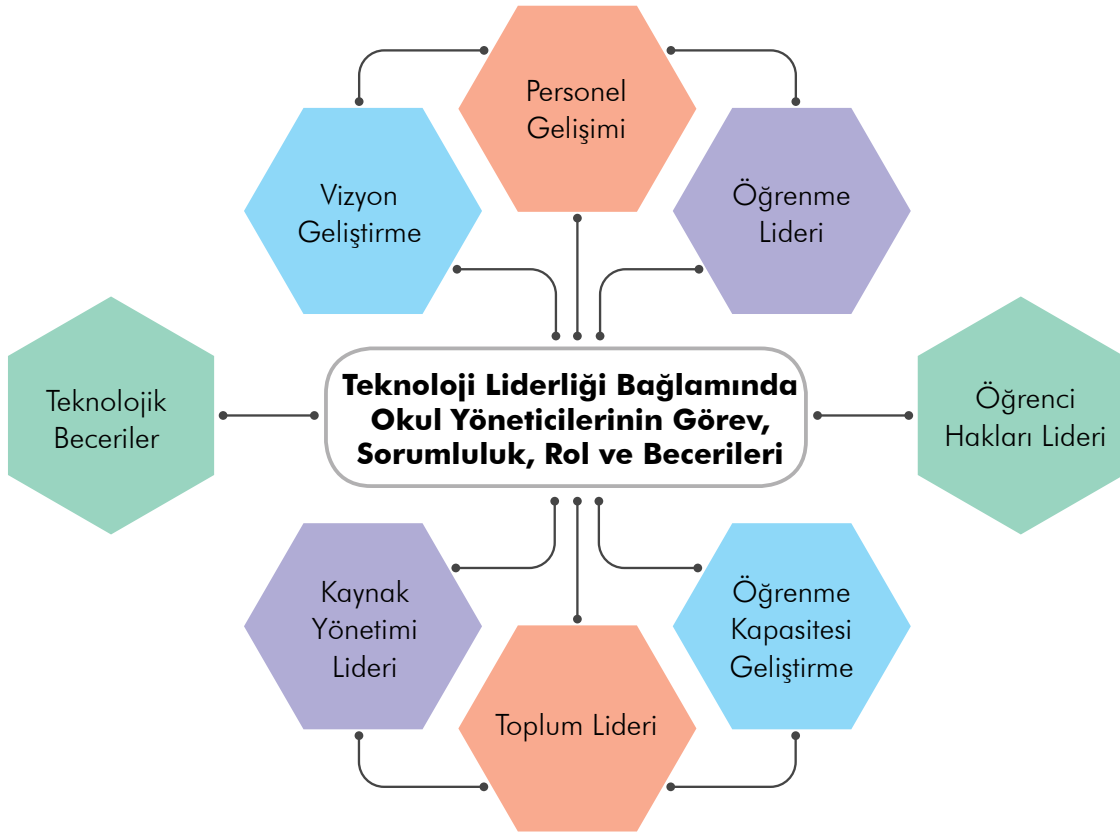 Personel
Gelişimi
Vizyon
Geliştirme
Öğrenme
Lideri
Teknolojik
Beceriler
Teknoloji Liderliği Bağlamında
Okul Yöneticilerinin Görev,
Sorumluluk, Rol ve Becerileri
Öğrenci
Hakları Lideri
Kaynak
Yönetimi
Lideri
Toplum Lideri
Öğrenme
Kapasitesi
Geliştirme